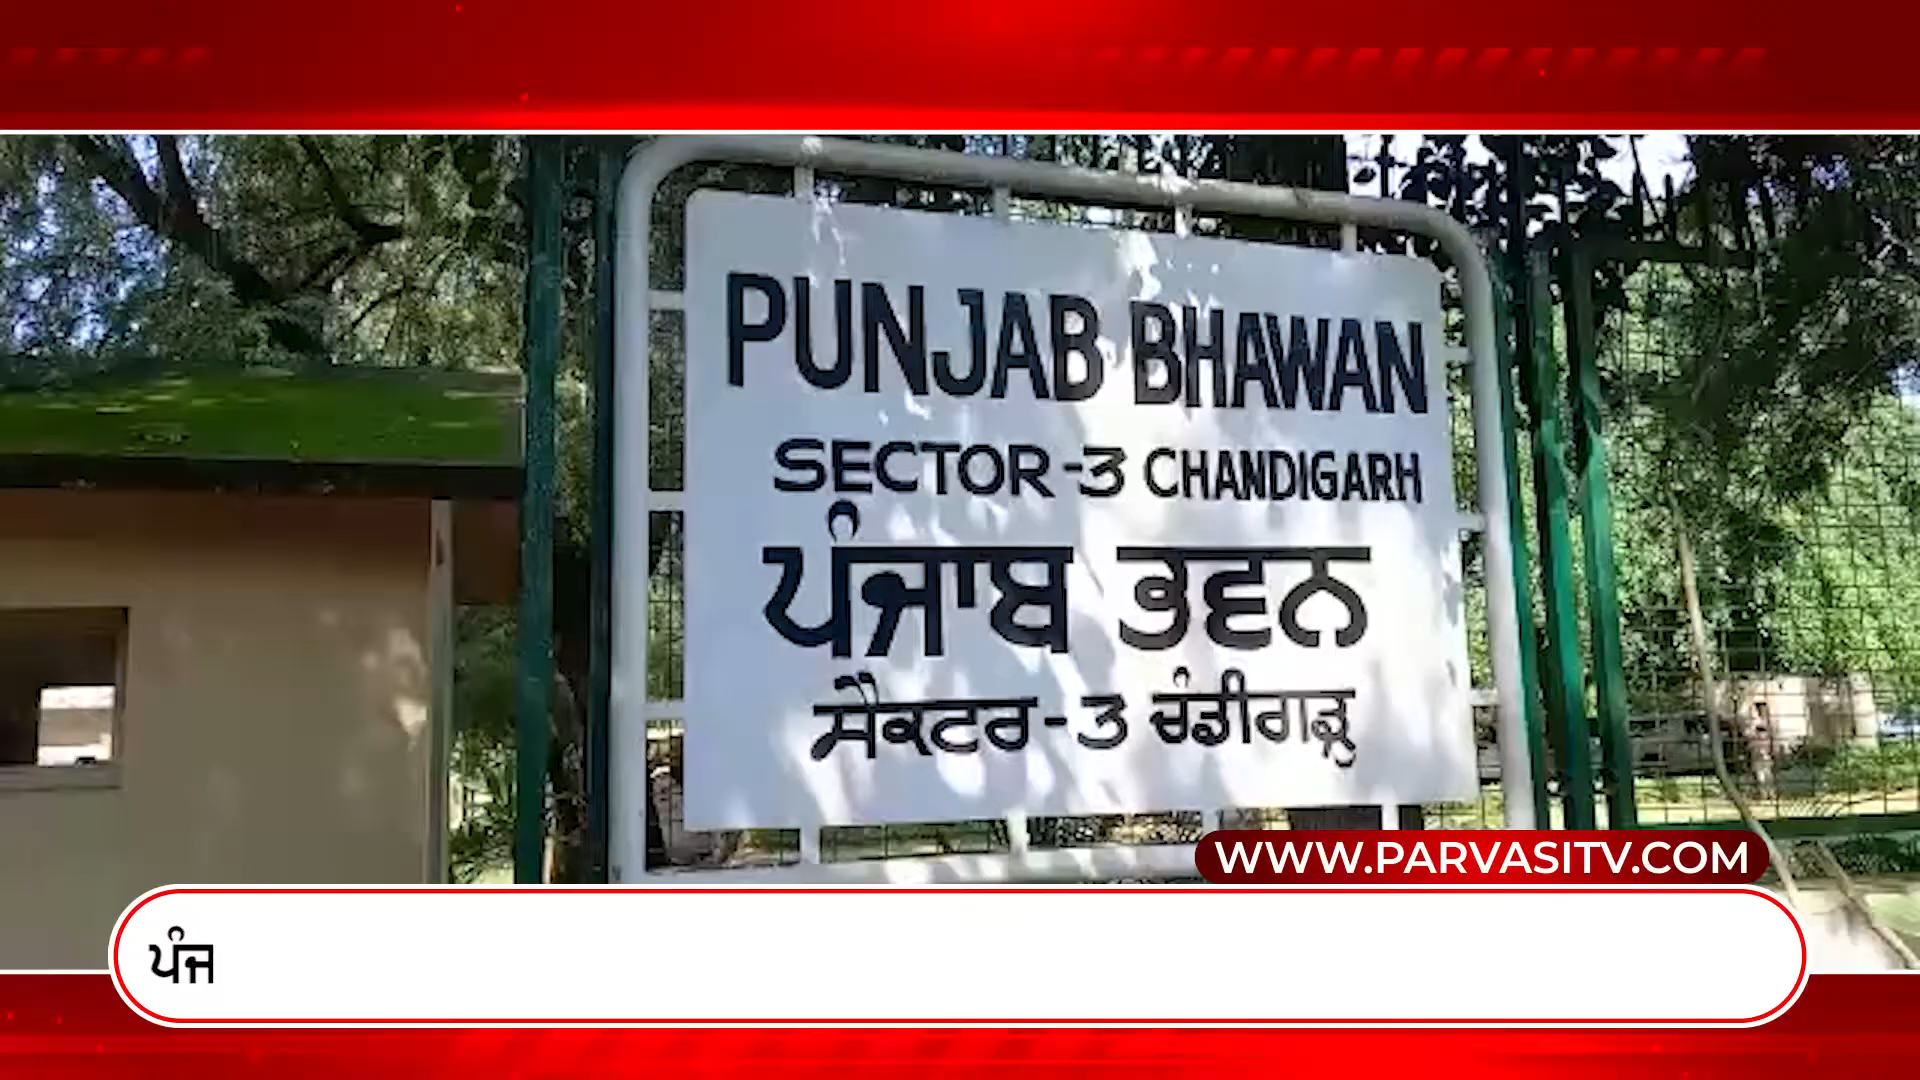 PUNJAB BHAWAN
SECTOR-3 CHANDIGARH
ਪੰਜਾਬ ਭਵਨ
ਸੈਕਟਰ-3 ਚੰਡੀਗੜ੍ਹ
WWW.PARVASITV.COM
ਪੰਜ